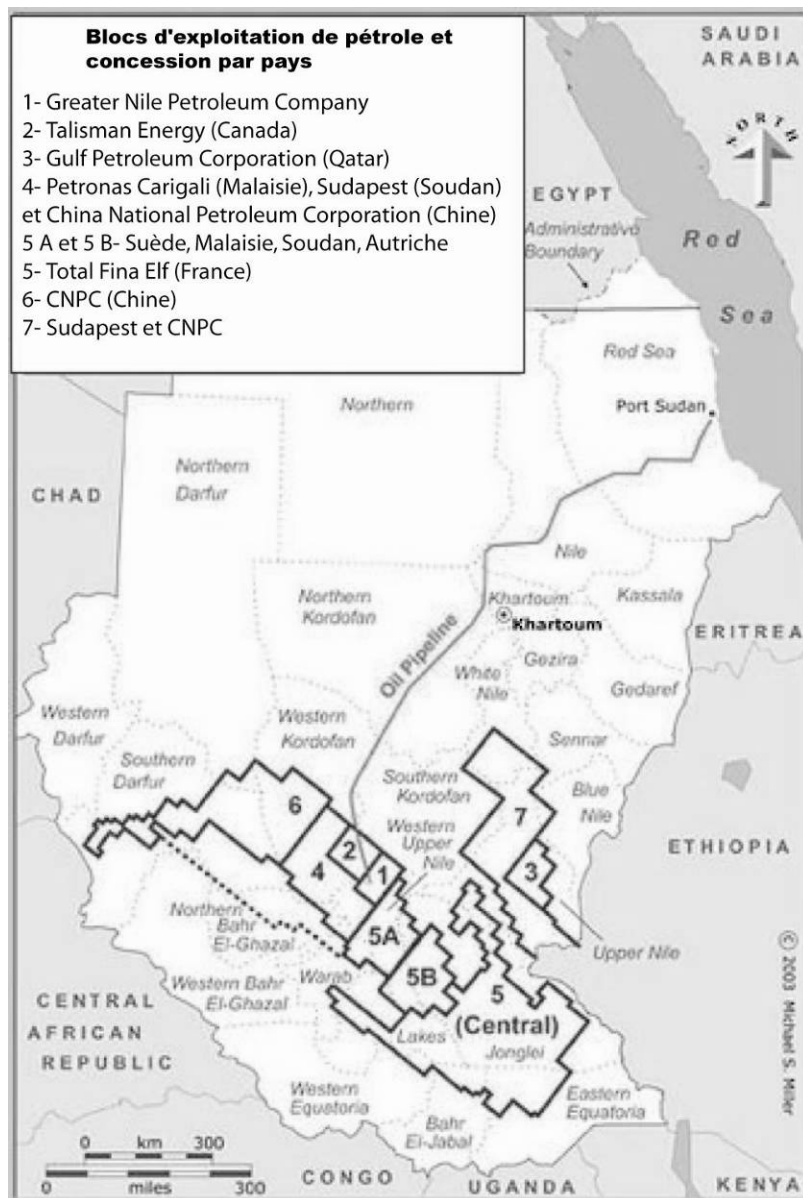 Blocs d'exploitation de pétrole et
concession par pays
1- Greater Nile Petroleum Company
2- Talisman Energy (Canada)
3- Gulf Petroleum Corporation (Qatar)
4- Petronas Carigali (Malaisie), Sudapest (Soudan)
et China National Petroleum Corporation (Chine)
5 A et 5 B- Suède, Malaisie, Soudan, Autriche
5- Total Fina Elf (France)
6- CNPC (Chine)
7- Sudapest et CNPC
SAUDI
ARABIA
NORTH
EGYPT
Administrative
Boundary
Red
Sea
Red Sea
Port Sudan
Northern
Northern
Darfur
CHAD
Nile
Northern
Kordofan
Khartoum
Khartoum
Kassala
ERITREA
Oil Pipeline
Gezira
White
Nile
Gedaref
Western
Darfur
Western
Kordofan
Sennar
Southern
Darfur
Southern
Kordofan
Blue
Nile
6
7
Western
Upper
Nile
ETHIOPIA
2
4
1
3
Northern
Bahr
El-Ghazal
5A
Upper Nile
Warab
5B
5
(Central)
Western Bahr
El-Ghazal
CENTRAL
AFRICAN
REPUBLIC
Lakes
Jonglei
Western
Equatoria
Eastern
Equatoria
Bahr
El-Jabal
© 2003 Michael S. Miller
0 km 300
0 miles 300
CONGO
UGANDA
KENYA